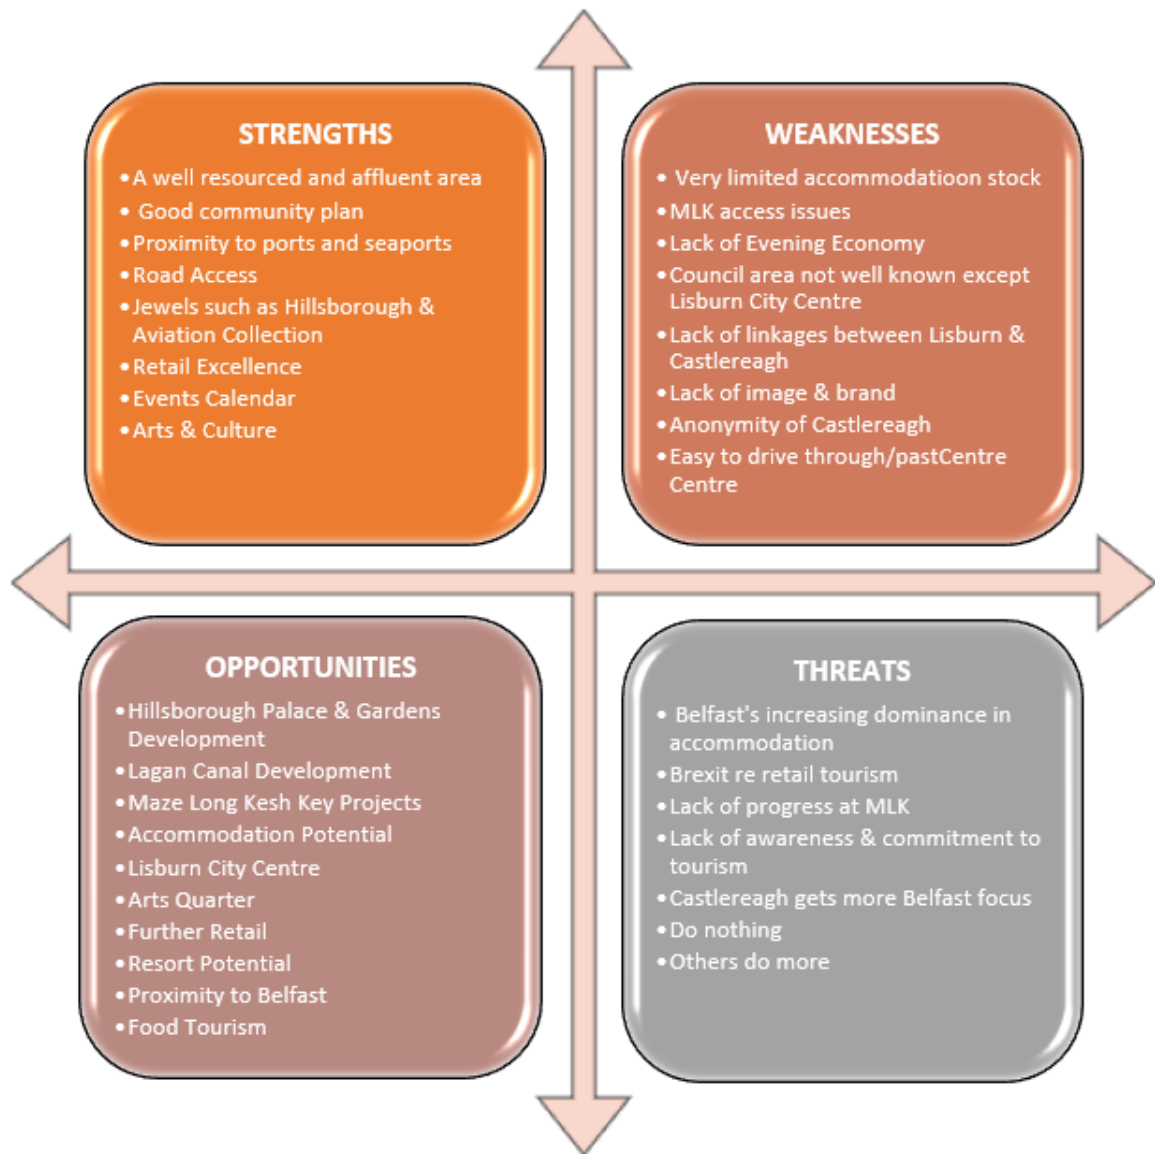 STRENGTHS
•A well resourced and affluent area
• Good community plan
•Proximity to ports and seaports
•Road Access
•Jewels such as Hillsborough &
Aviation Collection
•Retail Excellence
•Events Calendar
•Arts & Culture
WEAKNESSES
• Very limited accommodatioon stock
•MLK access issues
•Lack of Evening Economy
•Council area not well known except
Lisburn City Centre
•Lack of linkages between Lisburn &
Castlereagh
•Lack of image & brand
•Anonymity of Castlereagh
•Easy to drive through/pastCentre
Centre
OPPORTUNITIES
•Hillsborough Palace & Gardens
Development
•Lagan Canal Development
•Maze Long Kesh Key Projects
•Accommodation Potential
•Lisburn City Centre
•Arts Quarter
•Further Retail
•Resort Potential
•Proximity to Belfast
•Food Tourism
THREATS
• Belfast's increasing dominance in
accommodation
•Brexit re retail tourism
•Lack of progress at MLK
•Lack of awareness & commitment to
tourism
•Castlereagh gets more Belfast focus
•Do nothing
•Others do more